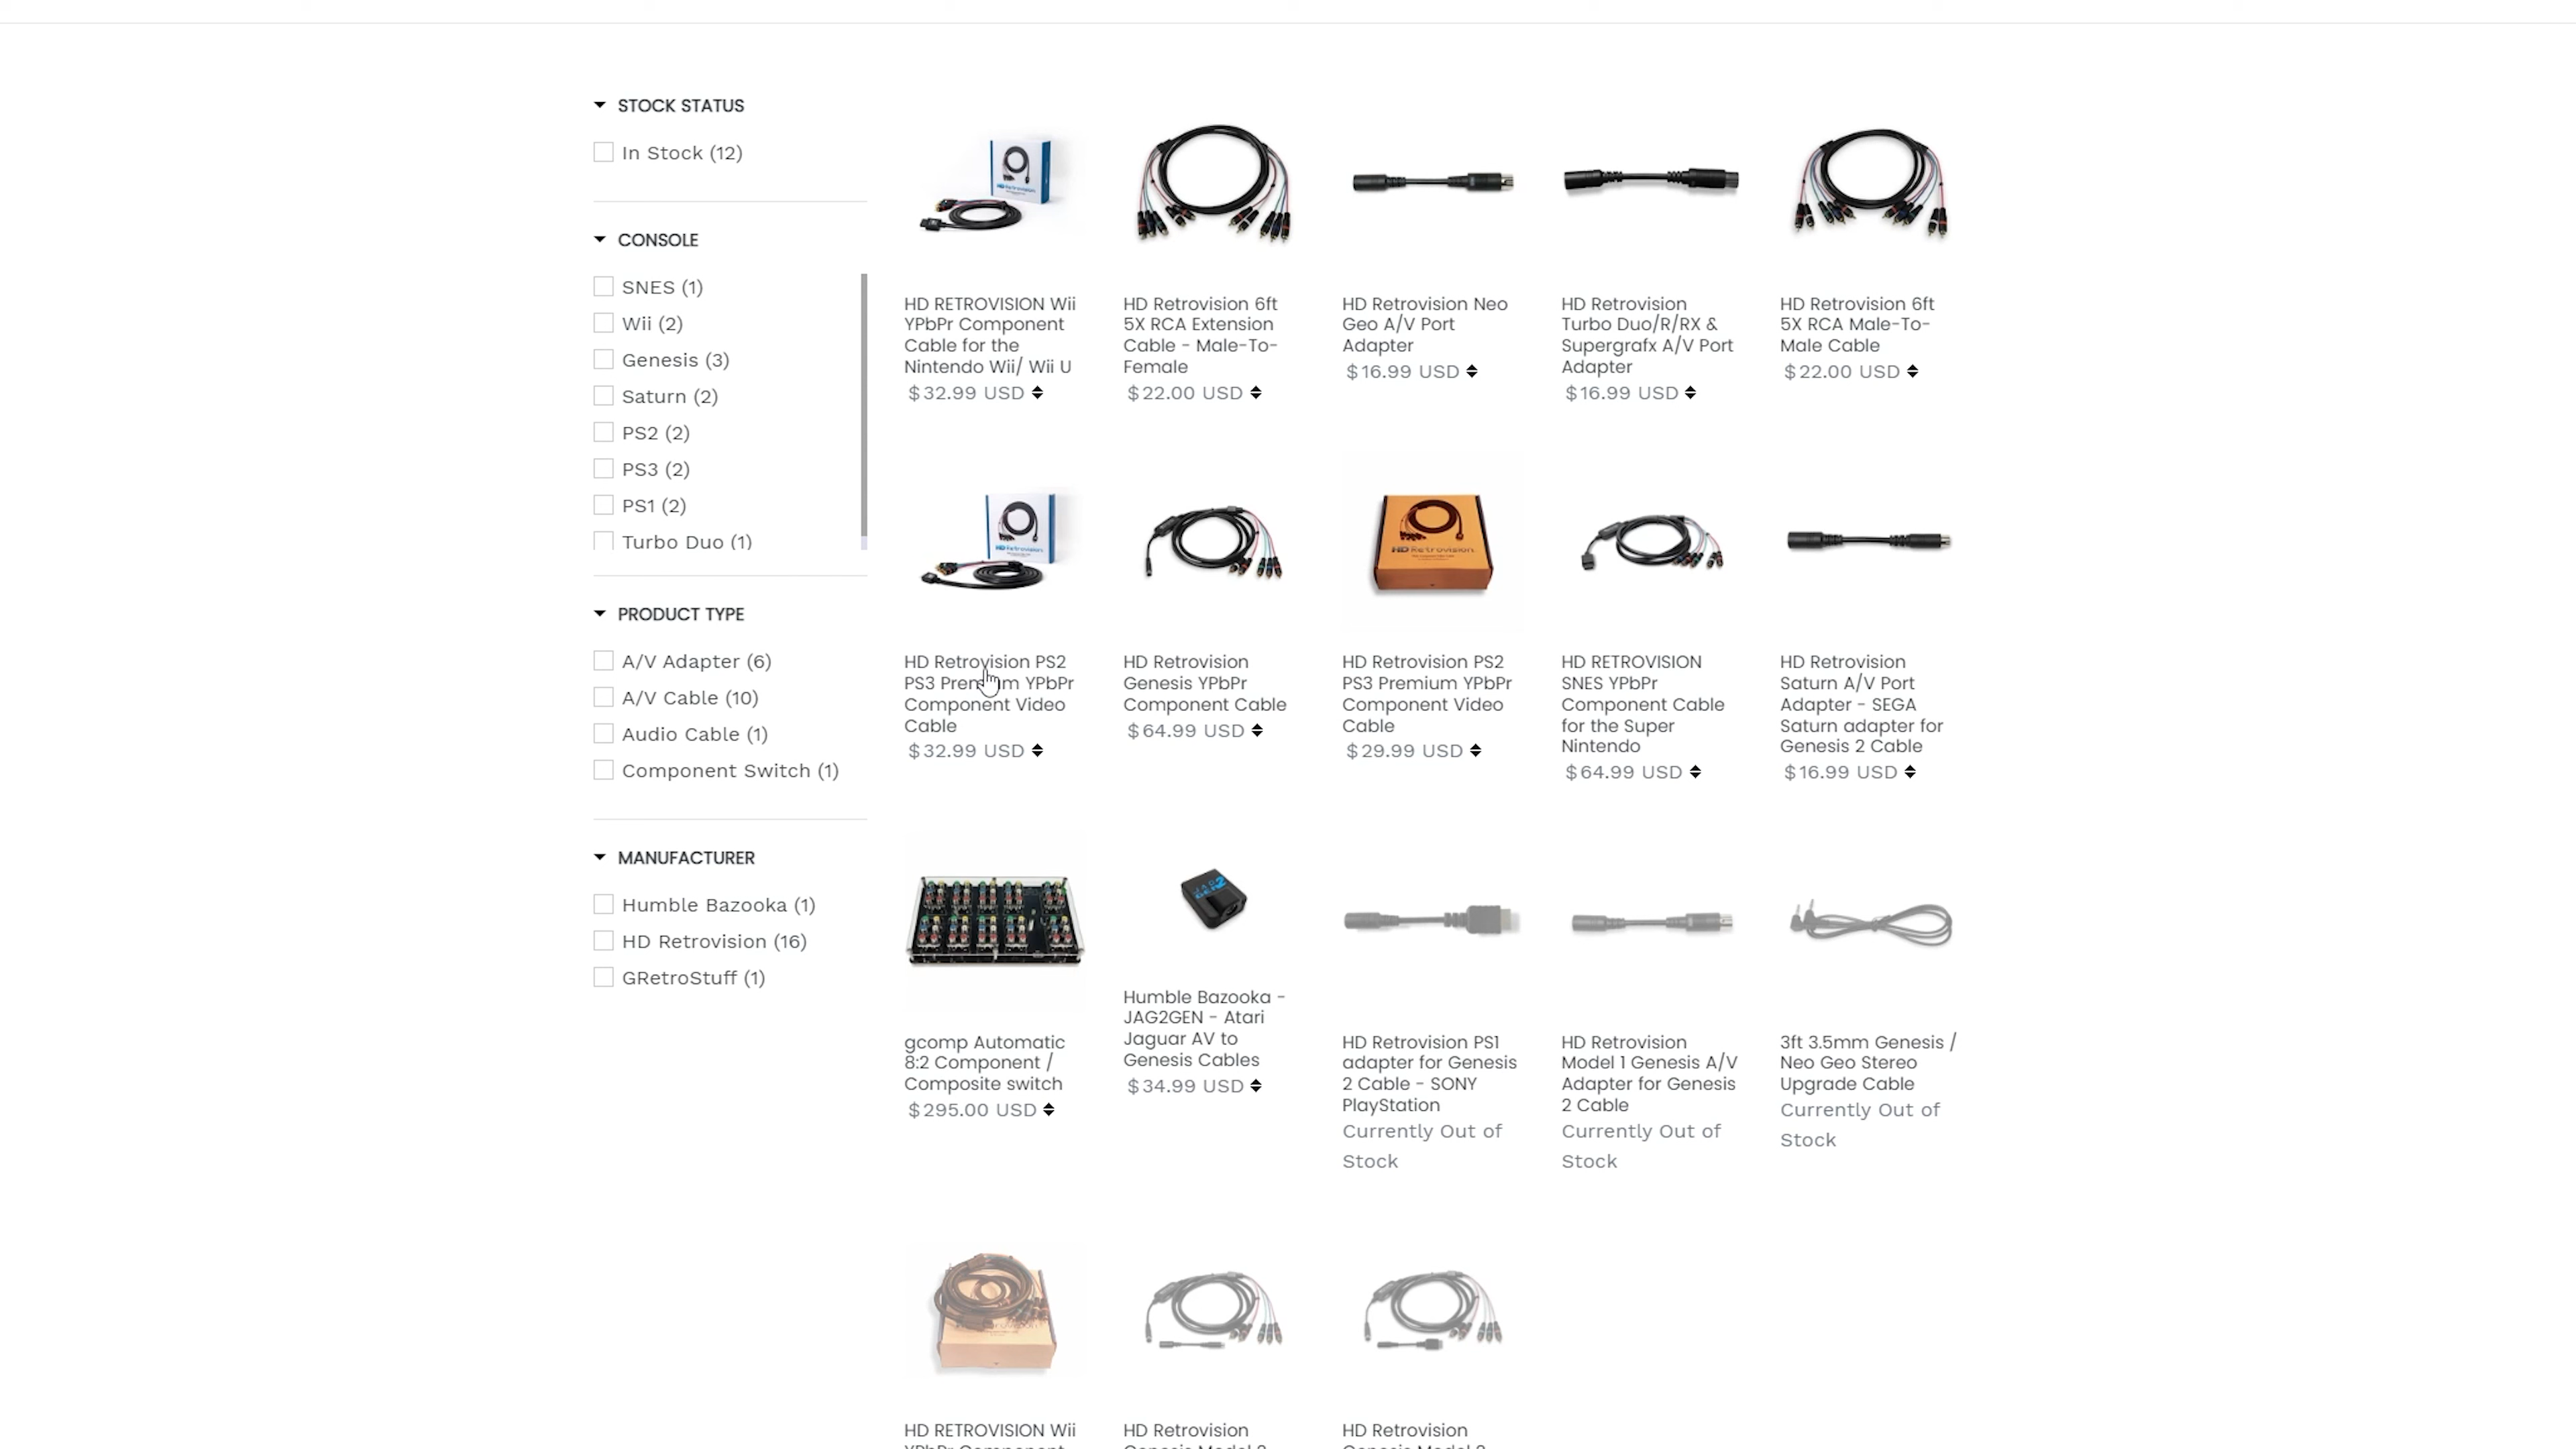 STOCK STATUS
In Stock (12)
CONSOLE
SNES (1)
Wii (2)
Genesis (3)
Saturn (2)
PS2 (2)
PS3 (2)
PS1 (2)
Turbo Duo (1)
PRODUCT TYPE
A/V Adapter (6)
A/V Cable (10)
Audio Cable (1)
Component Switch (1)
MANUFACTURER
Humble Bazooka (1)
HD Retrovision (16)
GRetroStuff (1)
HD RETROVISION Wii
YPbPr Component
Cable for the
Nintendo Wii/ Wii U
$32.99 USD
HD Retrovision 6ft
5X RCA Extension
Cable - Male-To-
Female
$22.00 USD
HD Retrovision Neo
Geo A/V Port
Adapter
$16.99 USD
HD Retrovision
Turbo Duo/R/RX &
Supergrafx A/V Port
Adapter
$16.99 USD
HD Retrovision 6ft
5X RCA Male-To-
Male Cable
$22.00 USD
HD Retrovision
HD Retrovision PS2
PS3 Premium YPbPr
Component Video
Cable
$32.99 USD
HD Retrovision
Genesis YPbPr
Component Cable
$64.99 USD
HD Retrovision
HD Retrovision PS2
PS3 Premium YPbPr
Component Video
Cable
$29.99 USD
HD RETROVISION
SNES YPbPr
Component Cable
for the Super
Nintendo
$64.99 USD
HD Retrovision
Saturn A/V Port
Adapter - SEGA
Saturn adapter for
Genesis 2 Cable
$16.99 USD
gcomp Automatic
8:2 Component /
Composite switch
$295.00 USD
Humble Bazooka -
JAG2GEN - Atari
Jaguar AV to
Genesis Cables
$34.99 USD
HD Retrovision PS1
adapter for Genesis
2 Cable - SONY
PlayStation
Currently Out of
Stock
HD Retrovision
Model 1 Genesis A/V
Adapter for Genesis
2 Cable
Currently Out of
Stock
3ft 3.5mm Genesis /
Neo Geo Stereo
Upgrade Cable
Currently Out of
Stock
HD RETROVISION Wii
YPbPr Component
HD Retrovision
Genesis Model 2
HD Retrovision
Genesis Model 2